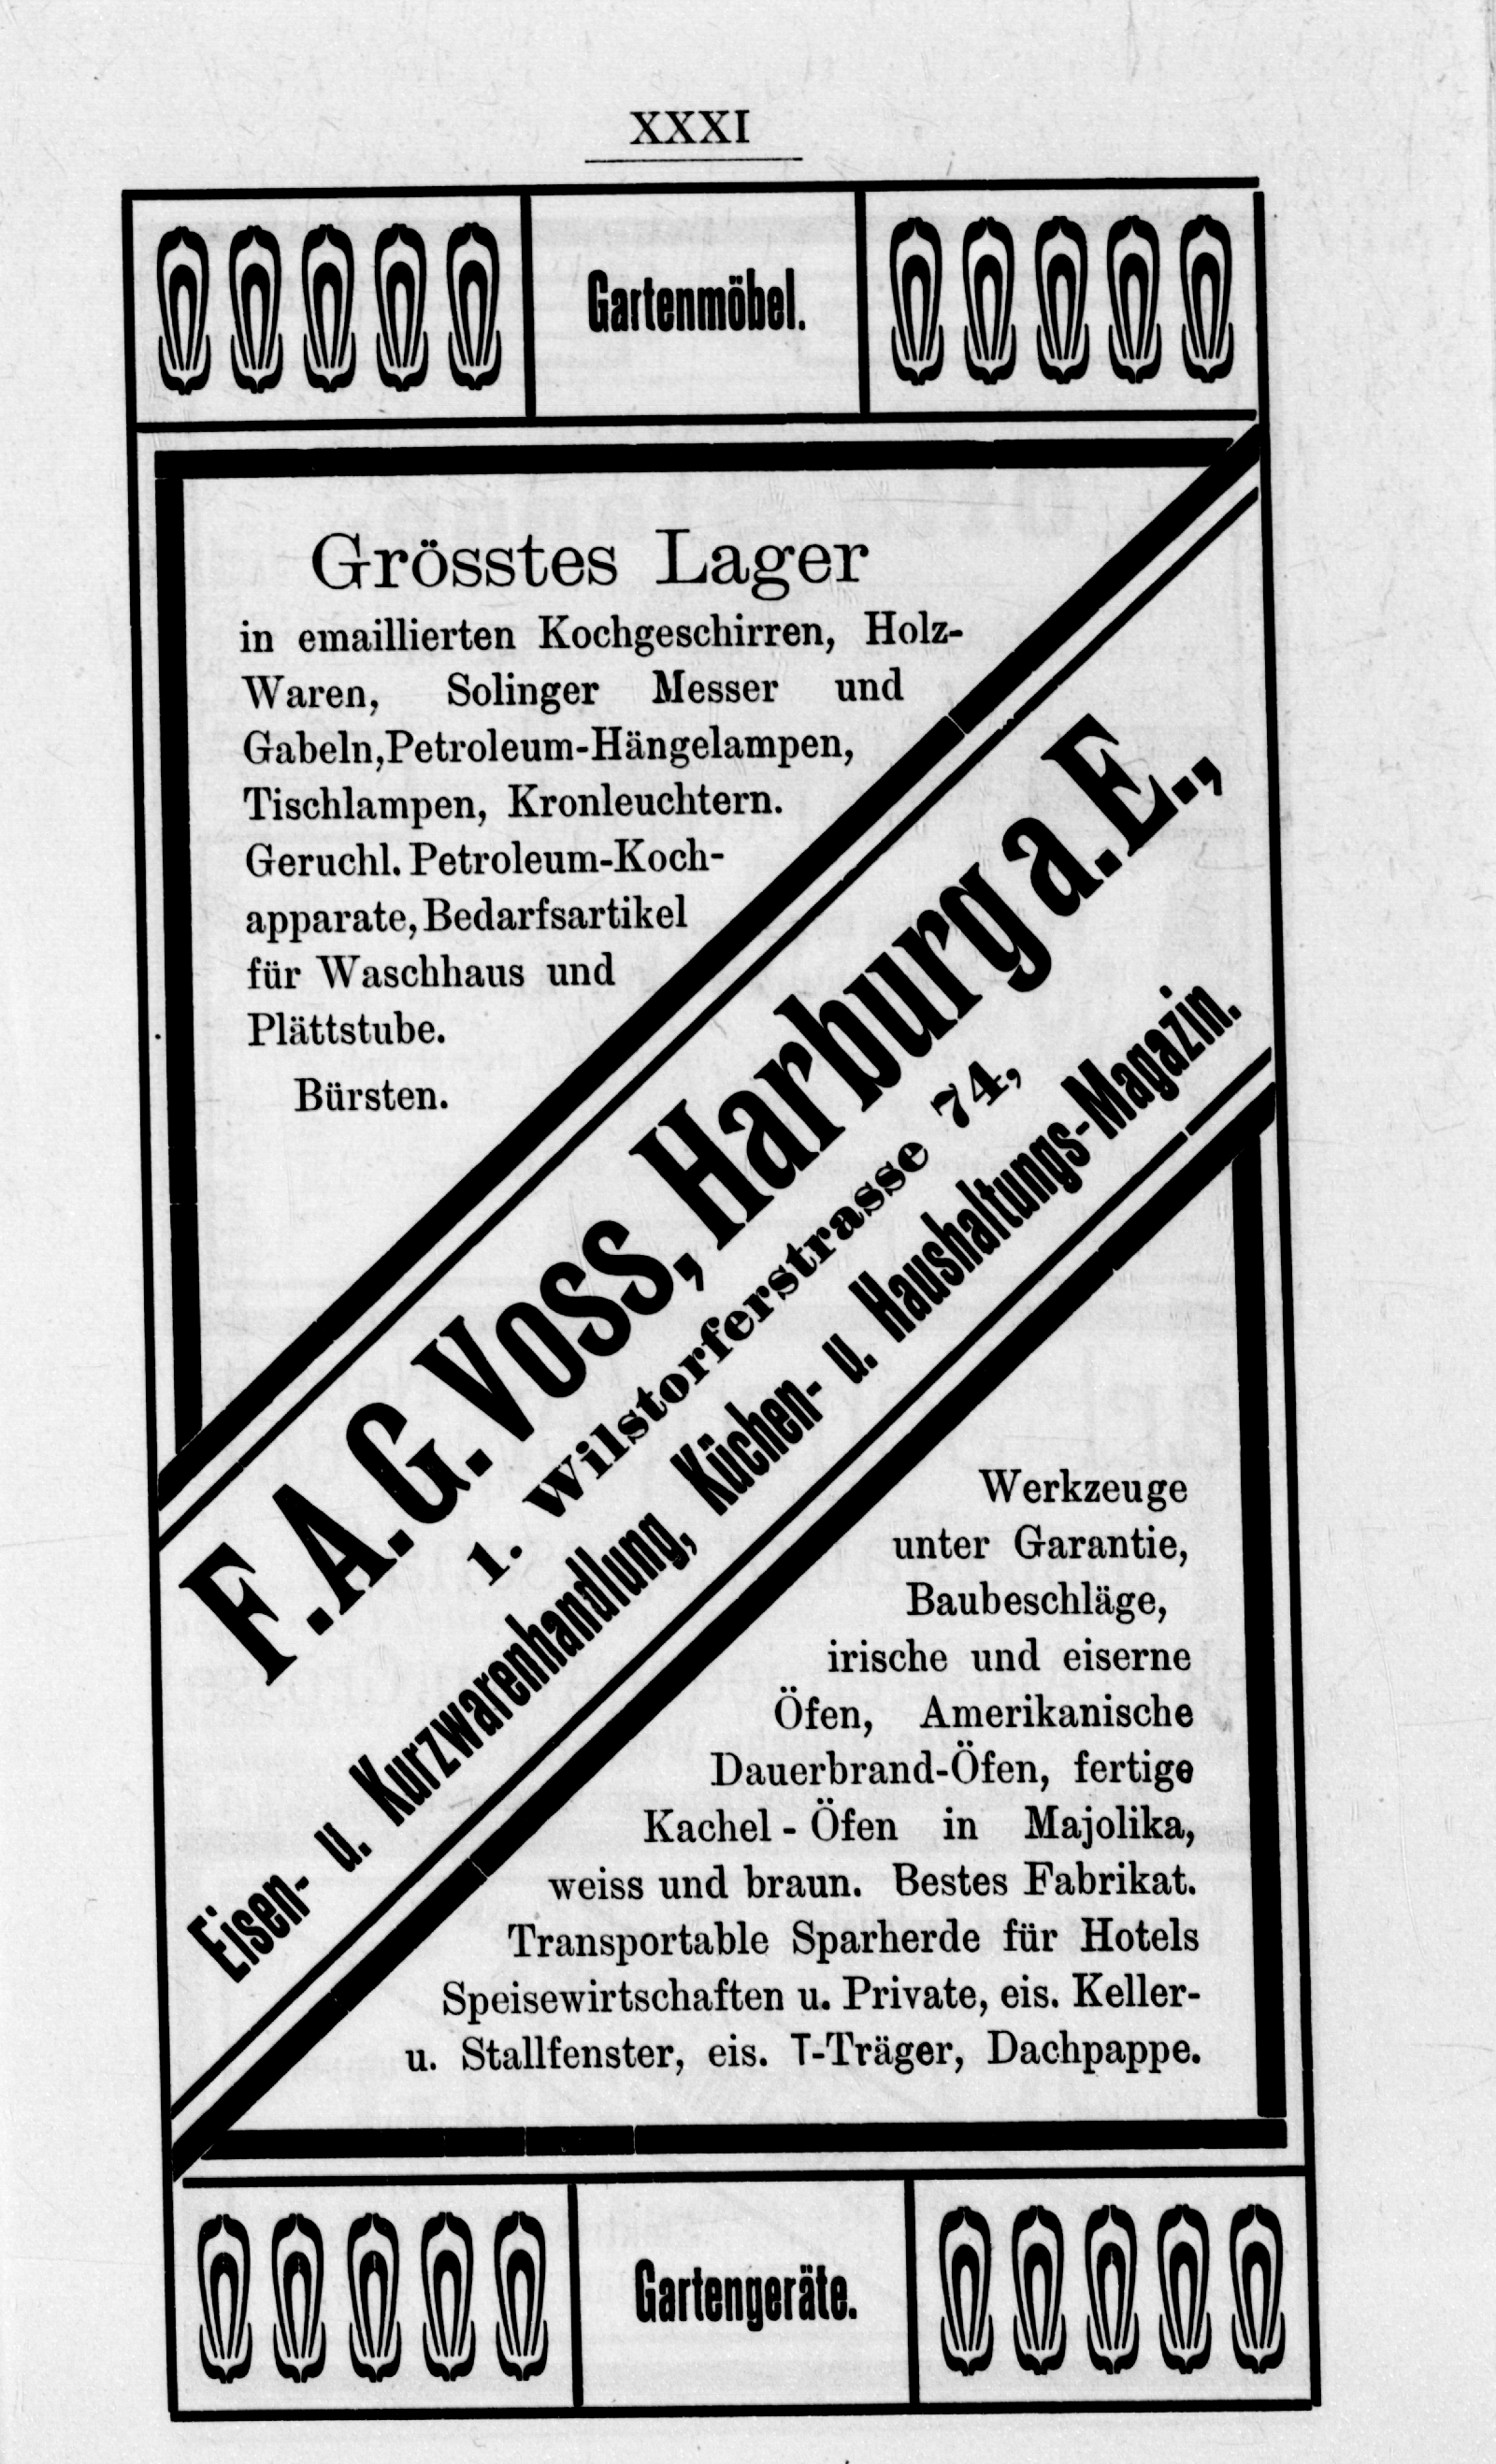 XXXI
Gartenmöbel.
Grösstes Lager
in emaillierten Kochgeschirren, Holz-
Waren, Solinger Messer und
Gabeln, Petroleum-Hängelampen,
Tischlampen, Kronleuchtern.
Geruchl. Petroleum-Koch-
apparate, Bedarfsartikel
für Waschhaus und
Plättstube.
Bürsten.
F. A. G. Voss, Harburg a. E.,
1. Wilstorferstrasse 74,
Eisen- u. Kurzwarenhandlung, Küchen- u. Haushaltungs-Magazin.
Werkzeuge
unter Garantie,
Baubeschläge,
irische und eiserne
Öfen, Amerikanische
Dauerbrand-Öfen, fertige
Kachel - Öfen in Majolika,
weiss und braun. Bestes Fabrikat.
Transportable Sparherde für Hotels
Speisewirtschaften u. Private, eis. Keller-
u. Stallfenster, eis. T-Träger, Dachpappe.
Gartengeräte.